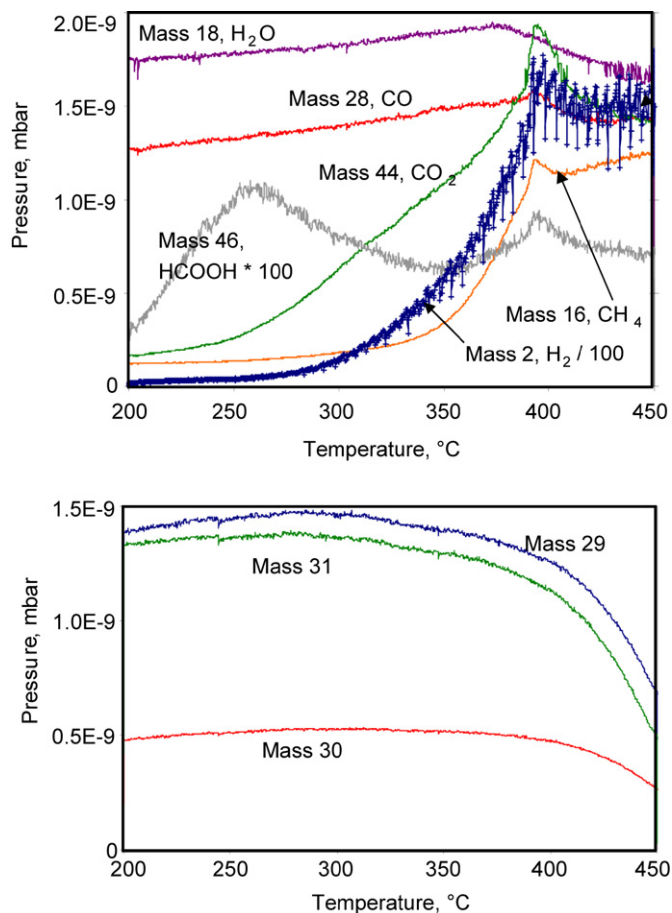 2.0E-9
Mass 18, H₂O
1.5E-9
Mass 28, CO
Mass 44, CO₂
1.0E-9
Mass 46,
HCOOH * 100
0.5E-9
Mass 16, CH₄
Mass 2, H₂ / 100
0
200 250 300 350 400 450
Temperature, °C
Pressure, mbar
1.5E-9
Mass 29
Mass 31
1.0E-9
0.5E-9
Mass 30
0
200 250 300 350 400 450
Temperature, °C
Pressure, mbar